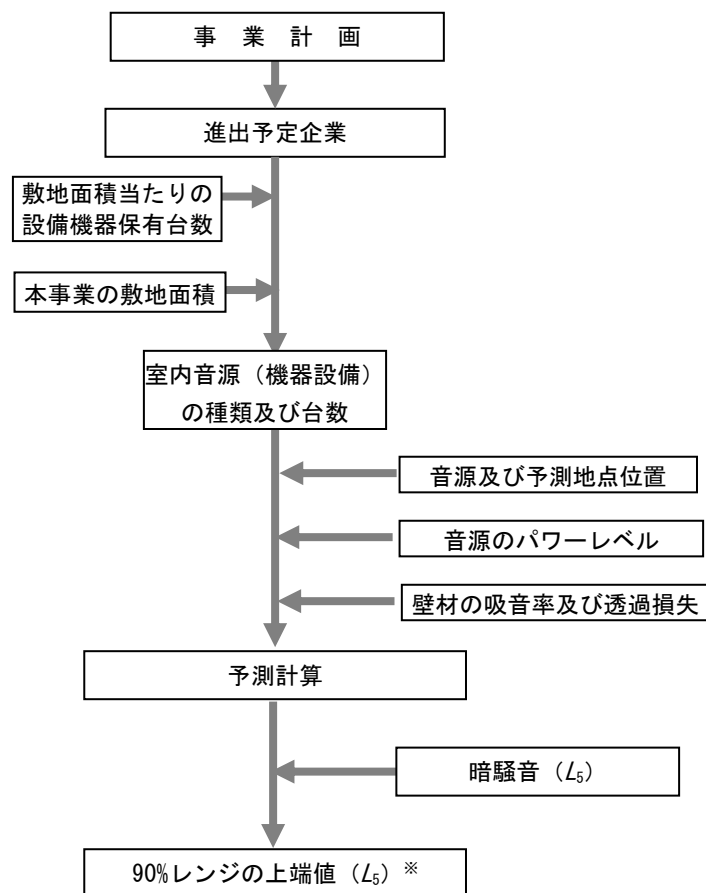 事 業 計 画
進出予定企業
敷地面積当たりの
設備機器保有台数
本事業の敷地面積
室内音源（機器設備）
の種類及び台数
音源及び予測地点位置
音源のパワーレベル
壁材の吸音率及び透過損失
予測計算
暗騒音（L5）
90%レンジの上端値（L5）※